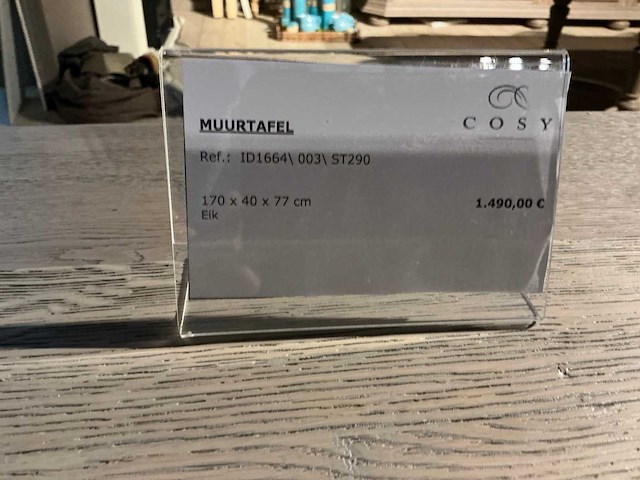 COSY
MUURTAFEL
Ref.: ID1664\ 003\ ST290
170 x 40 x 77 cm
1.490,00 €
Eik